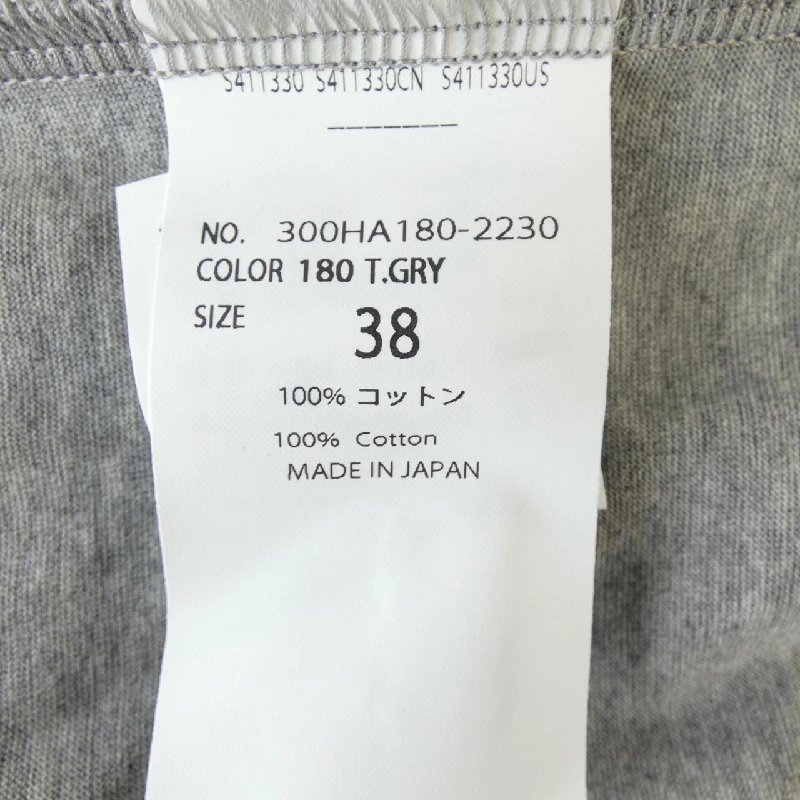 S411330 S411330CN S411330US
NO. 300HA180-2230
COLOR 180 T.GRY
SIZE 38
100% コットン
100% Cotton
MADE IN JAPAN